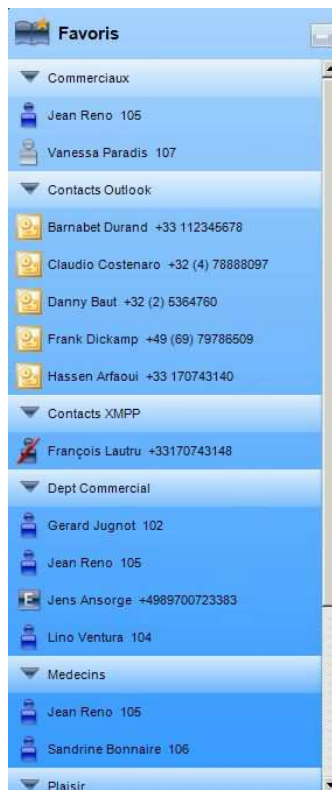 Favoris
Commerciaux
Jean Reno 105
Vanessa Paradis 107
Contacts Outlook
Barnabet Durand +33 112345678
Claudio Costenaro +32 (4) 78888097
Danny Baut +32 (2) 5364760
Frank Dickamp +49 (69) 79786509
Hassen Arfaoui +33 170743140
Contacts XMPP
François Lautru +33170743148
Dept Commercial
Gerard Jugnot 102
Jean Reno 105
E Jens Ansorge +4989700723383
Lino Ventura 104
Medecins
Jean Reno 105
Sandrine Bonnaire 106
Plaisir